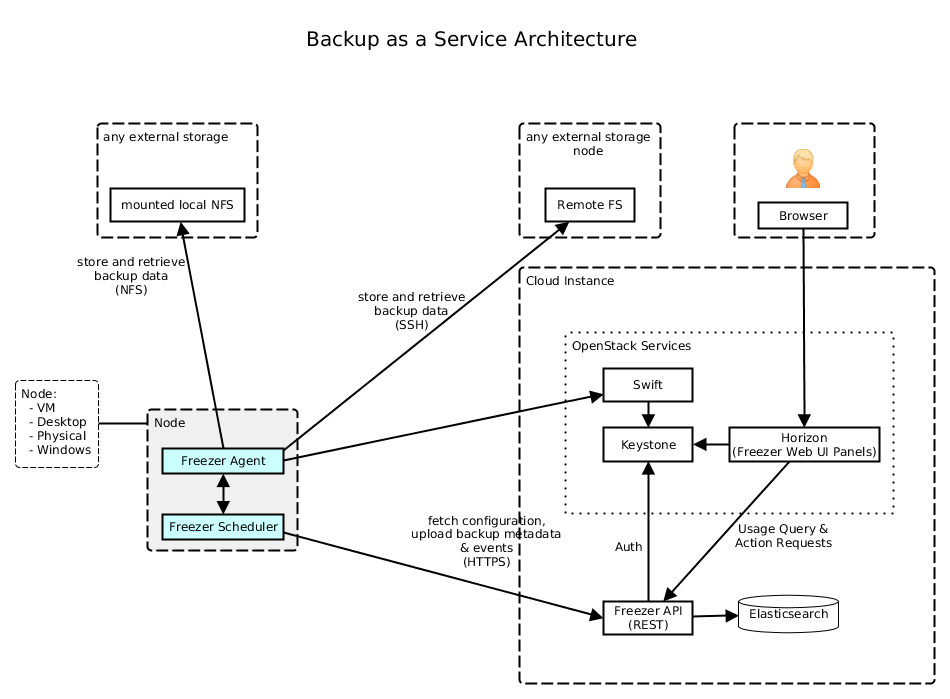 Backup as a Service Architecture
any external storage
mounted local NFS
any external storage
node
Remote FS
Browser
store and retrieve
backup data
(NFS)
store and retrieve
backup data
(SSH)
Cloud Instance
OpenStack Services
Swift
Keystone
Horizon
(Freezer Web UI Panels)
Node:
- VM
- Desktop
- Physical
- Windows
Node
Freezer Agent
Freezer Scheduler
fetch configuration,
upload backup metadata
& events
(HTTPS)
Auth
Usage Query &
Action Requests
Freezer API
(REST)
Elasticsearch